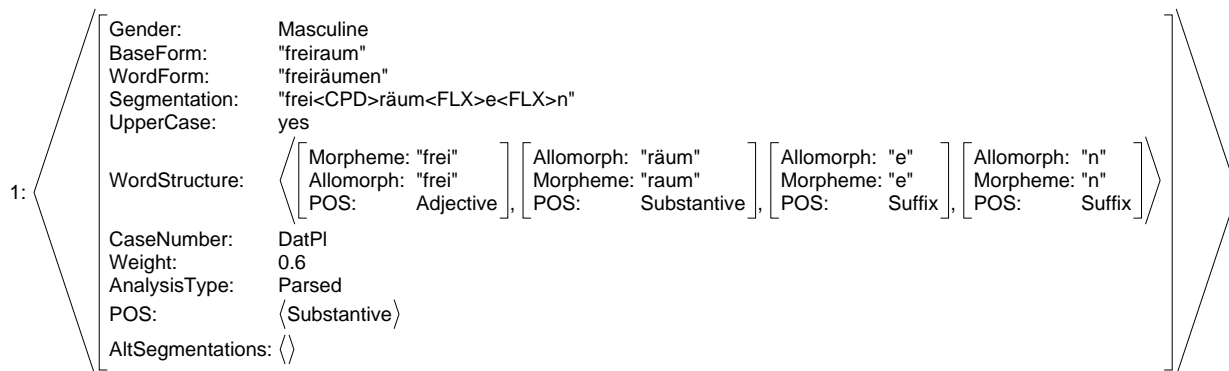 Gender: Masculine
BaseForm: "freiraum"
WordForm: "freiräumen"
Segmentation: "frei<CPD>räum<FLX>e<FLX>n"
UpperCase: yes
1: WordStructure: ⟨[Morpheme: "frei" Allomorph: "frei" POS: Adjective], [Allomorph: "räum" Morpheme: "raum" POS: Substantive], [Allomorph: "e" Morpheme: "e" POS: Suffix], [Allomorph: "n" Morpheme: "n" POS: Suffix]⟩
CaseNumber: DatPl
Weight: 0.6
AnalysisType: Parsed
POS: ⟨Substantive⟩
AltSegmentations: ⟨⟩